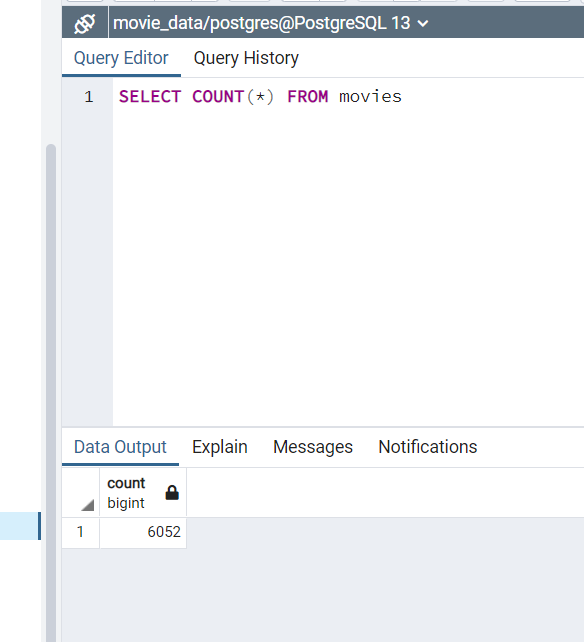 movie_data/postgres@PostgreSQL 13
Query Editor Query History
1 SELECT COUNT(*) FROM movies
Data Output Explain Messages Notifications
count
bigint
1 6052